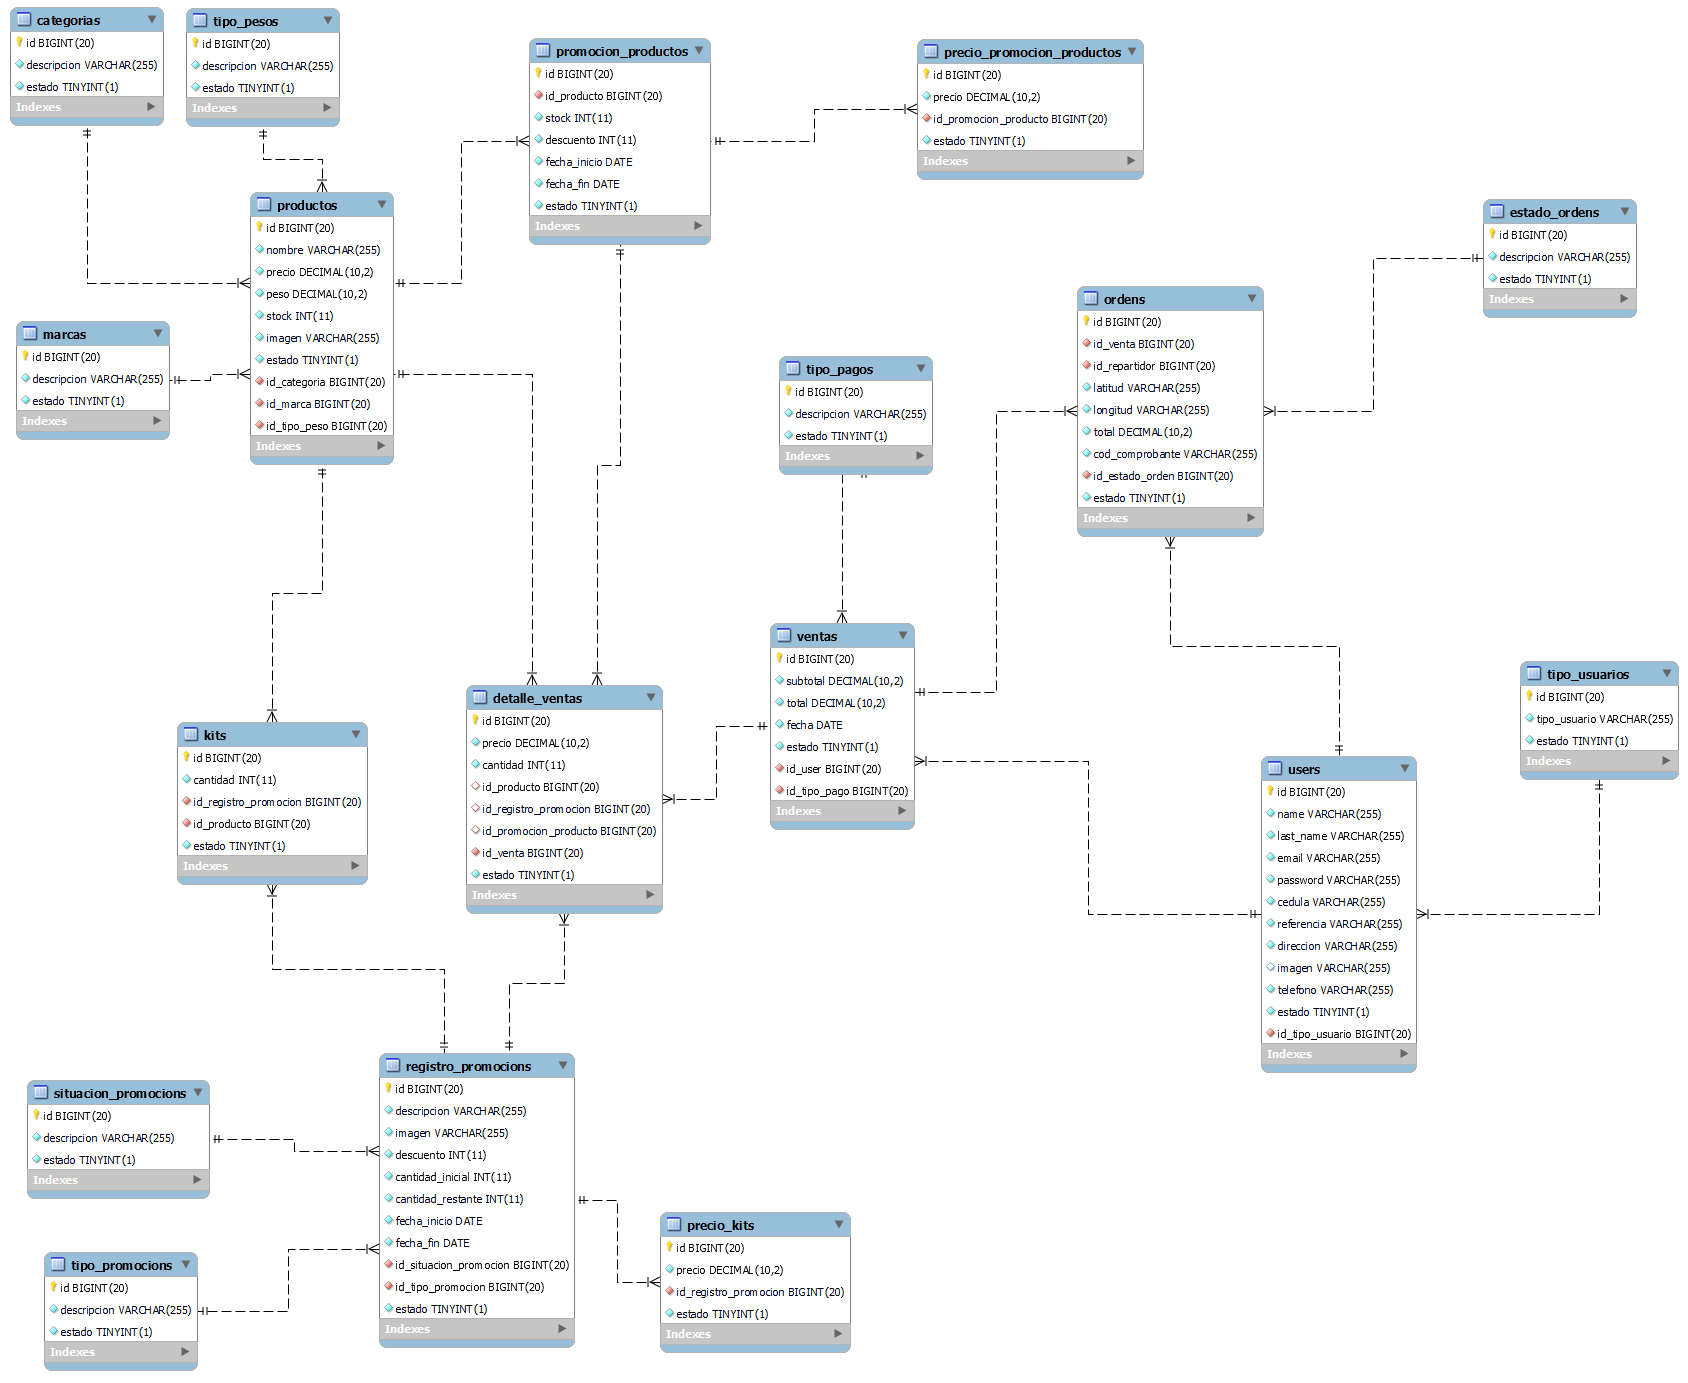 categorias
id BIGINT(20)
descripcion VARCHAR(255)
estado TINYINT(1)
Indexes
tipo_pesos
id BIGINT(20)
descripcion VARCHAR(255)
estado TINYINT(1)
Indexes
promocion_productos
id BIGINT(20)
id_producto BIGINT(20)
stock INT(11)
descuento INT(11)
fecha_inicio DATE
fecha_fin DATE
estado TINYINT(1)
Indexes
precio_promocion_productos
id BIGINT(20)
precio DECIMAL(10,2)
id_promocion_producto BIGINT(20)
estado TINYINT(1)
Indexes
productos
id BIGINT(20)
nombre VARCHAR(255)
precio DECIMAL(10,2)
peso DECIMAL(10,2)
stock INT(11)
imagen VARCHAR(255)
estado TINYINT(1)
id_categoria BIGINT(20)
id_marca BIGINT(20)
id_tipo_peso BIGINT(20)
Indexes
estado_ordens
id BIGINT(20)
descripcion VARCHAR(255)
estado TINYINT(1)
Indexes
marcas
id BIGINT(20)
descripcion VARCHAR(255)
estado TINYINT(1)
Indexes
ordens
id BIGINT(20)
id_venta BIGINT(20)
id_repartidor BIGINT(20)
latitud VARCHAR(255)
longitud VARCHAR(255)
total DECIMAL(10,2)
cod_comprobante VARCHAR(255)
id_estado_orden BIGINT(20)
estado TINYINT(1)
Indexes
tipo_pagos
id BIGINT(20)
descripcion VARCHAR(255)
estado TINYINT(1)
Indexes
ventas
id BIGINT(20)
subtotal DECIMAL(10,2)
total DECIMAL(10,2)
fecha DATE
estado TINYINT(1)
id_user BIGINT(20)
id_tipo_pago BIGINT(20)
Indexes
tipo_usuarios
id BIGINT(20)
tipo_usuario VARCHAR(255)
estado TINYINT(1)
Indexes
detalle_ventas
id BIGINT(20)
precio DECIMAL(10,2)
cantidad INT(11)
id_producto BIGINT(20)
id_registro_promocion BIGINT(20)
id_promocion_producto BIGINT(20)
id_venta BIGINT(20)
estado TINYINT(1)
Indexes
kits
id BIGINT(20)
cantidad INT(11)
id_registro_promocion BIGINT(20)
id_producto BIGINT(20)
estado TINYINT(1)
Indexes
users
id BIGINT(20)
name VARCHAR(255)
last_name VARCHAR(255)
email VARCHAR(255)
password VARCHAR(255)
cedula VARCHAR(255)
referencia VARCHAR(255)
direccion VARCHAR(255)
imagen VARCHAR(255)
telefono VARCHAR(255)
estado TINYINT(1)
id_tipo_usuario BIGINT(20)
Indexes
registro_promocions
id BIGINT(20)
descripcion VARCHAR(255)
imagen VARCHAR(255)
descuento INT(11)
cantidad_inicial INT(11)
cantidad_restante INT(11)
fecha_inicio DATE
fecha_fin DATE
id_situacion_promocion BIGINT(20)
id_tipo_promocion BIGINT(20)
estado TINYINT(1)
Indexes
situacion_promocions
id BIGINT(20)
descripcion VARCHAR(255)
estado TINYINT(1)
Indexes
precio_kits
id BIGINT(20)
precio DECIMAL(10,2)
id_registro_promocion BIGINT(20)
estado TINYINT(1)
Indexes
tipo_promocions
id BIGINT(20)
descripcion VARCHAR(255)
estado TINYINT(1)
Indexes